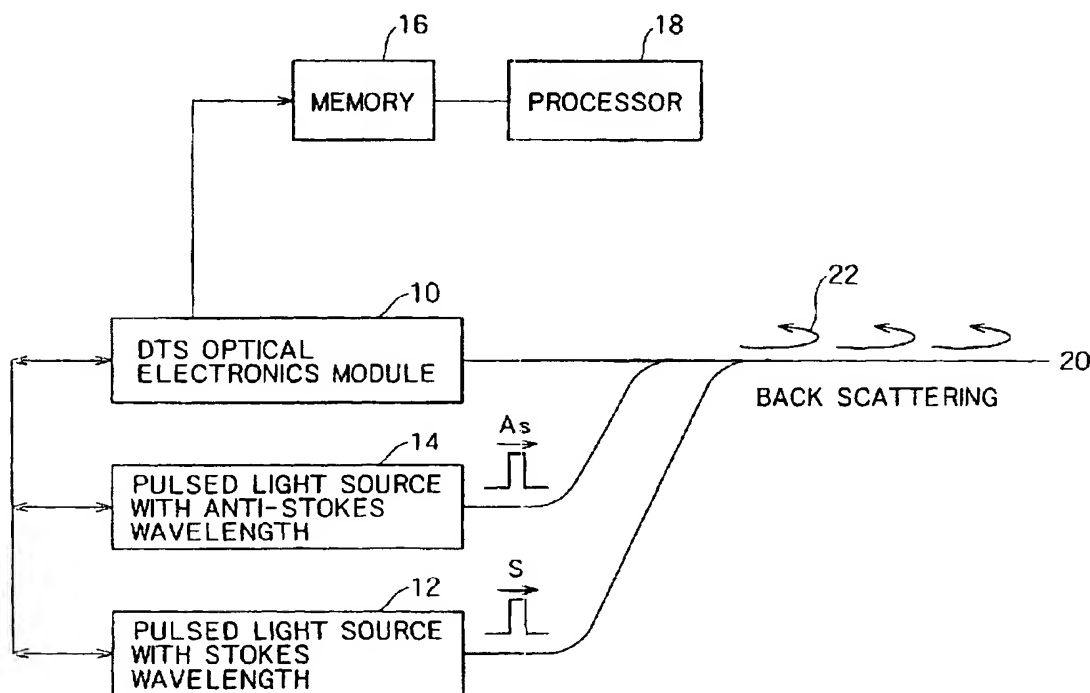 16
18
MEMORY
PROCESSOR
10
22
DTS OPTICAL
ELECTRONICS MODULE
20
BACK SCATTERING
14
As
PULSED LIGHT SOURCE
WITH ANTI-STOKES
WAVELENGTH
12
S
PULSED LIGHT SOURCE
WITH STOKES
WAVELENGTH